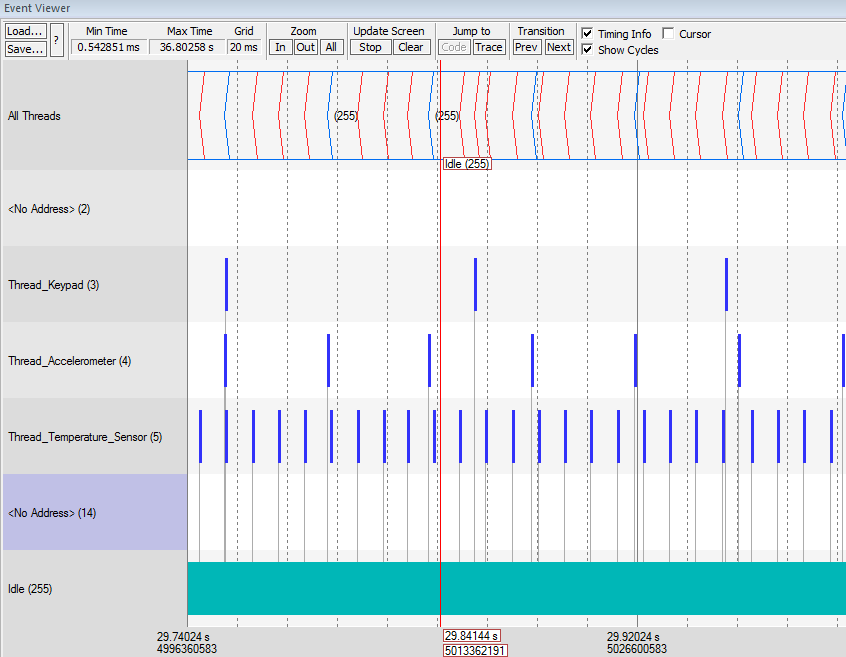 Event Viewer
Load... ? Min Time Max Time Grid Zoom Update Screen Jump to Transition Timing Info Cursor
Save... 0.542851 ms 36.80258 s 20 ms In Out All Stop Clear Code Trace Prev Next Show Cycles
All Threads (255) (255)
Idle (255)
<No Address> (2)
Thread_Keypad (3)
Thread_Accelerometer (4)
Thread_Temperature_Sensor (5)
<No Address> (14)
Idle (255)
29.74024 s 29.84144 s 29.92024 s
4996360583 5013362191 5026600583